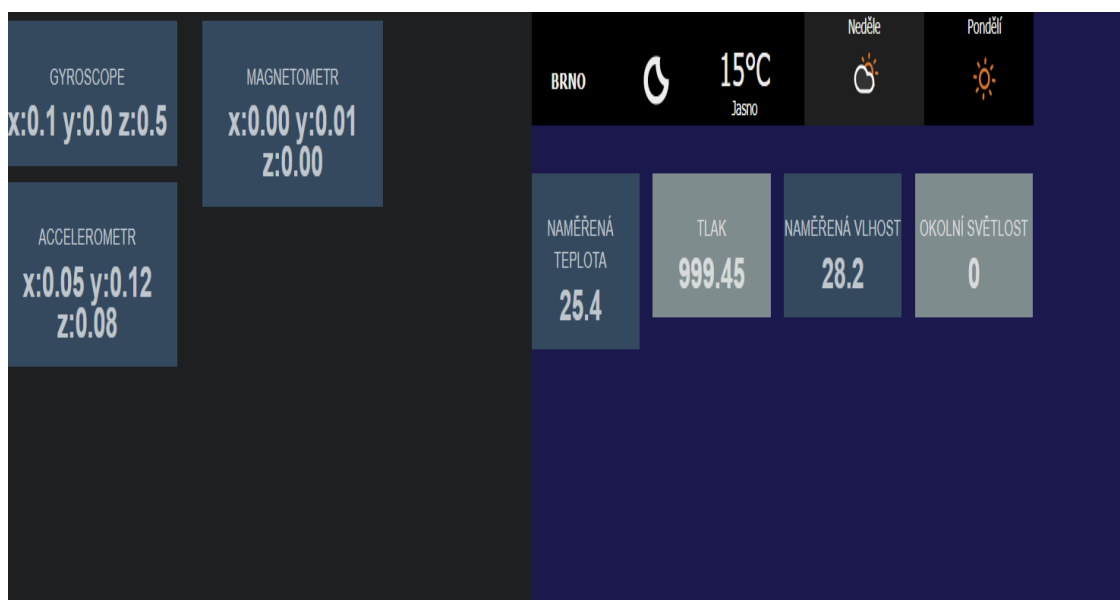 GYROSCOPE
x:0.1 y:0.0 z:0.5
MAGNETOMETR
x:0.00 y:0.01
z:0.00
ACCELEROMETR
x:0.05 y:0.12
z:0.08
BRNO
15°C
Jasno
Neděle
Pondělí
NAMĚŘENÁ
TEPLOTA
25.4
TLAK
999.45
NAMĚŘENÁ VLHOST
28.2
OKOLNÍ SVĚTLOST
0